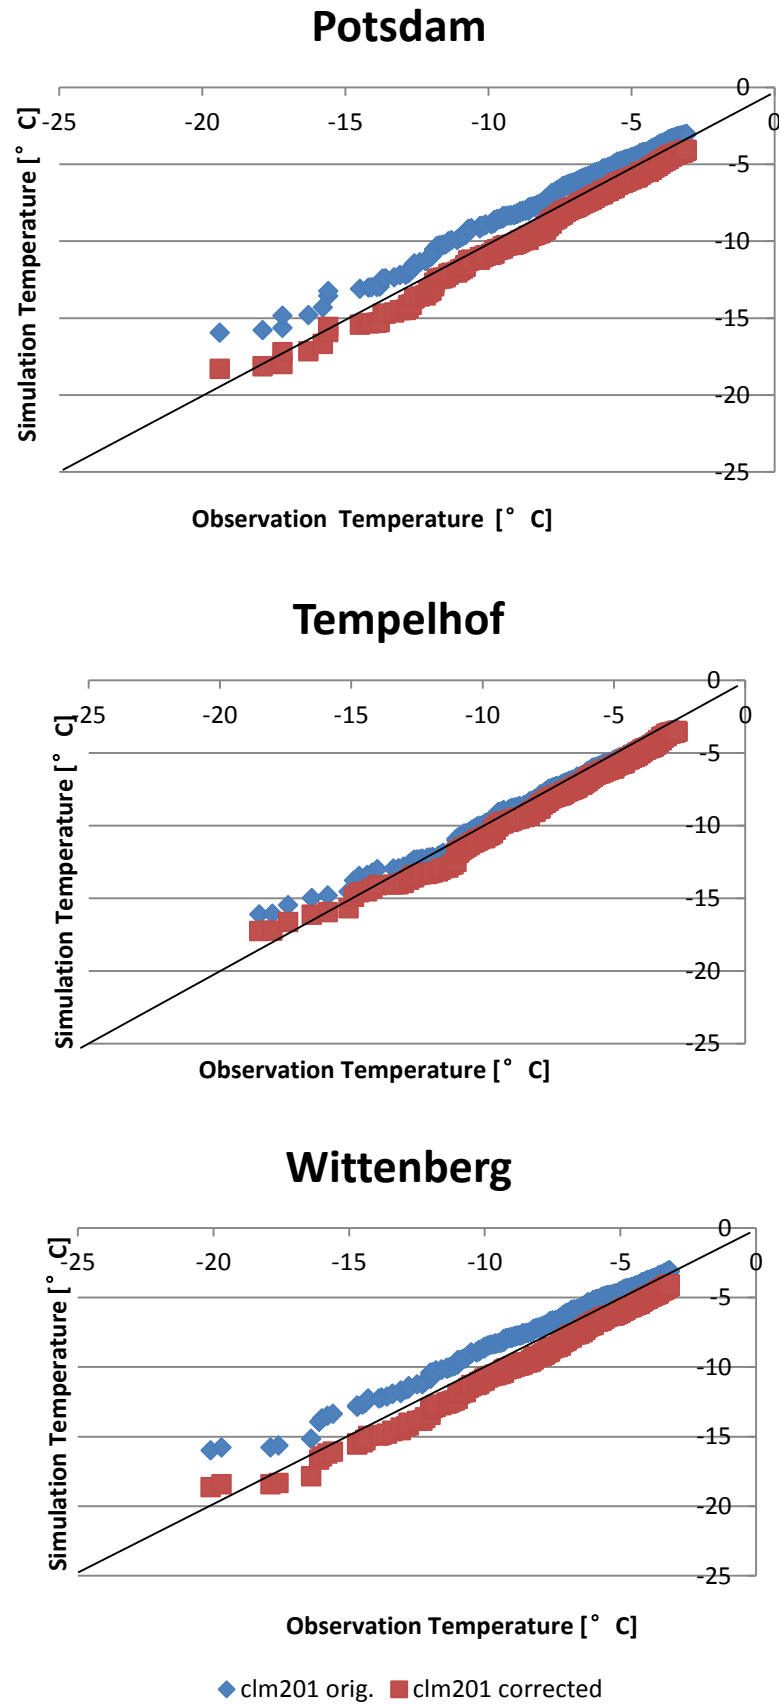 Potsdam
0
-25 -20 -15 -10 -5 0
-5
-10
-15
-20
-25
Simulation Temperature [° C]
Observation Temperature [° C]
Tempelhof
0
-25 -20 -15 -10 -5 0
-5
-10
-15
-20
-25
Simulation Temperature [° C]
Observation Temperature [° C]
Wittenberg
0
-25 -20 -15 -10 -5 0
-5
-10
-15
-20
-25
Simulation Temperature [° C]
Observation Temperature [° C]
clm201 orig. clm201 corrected